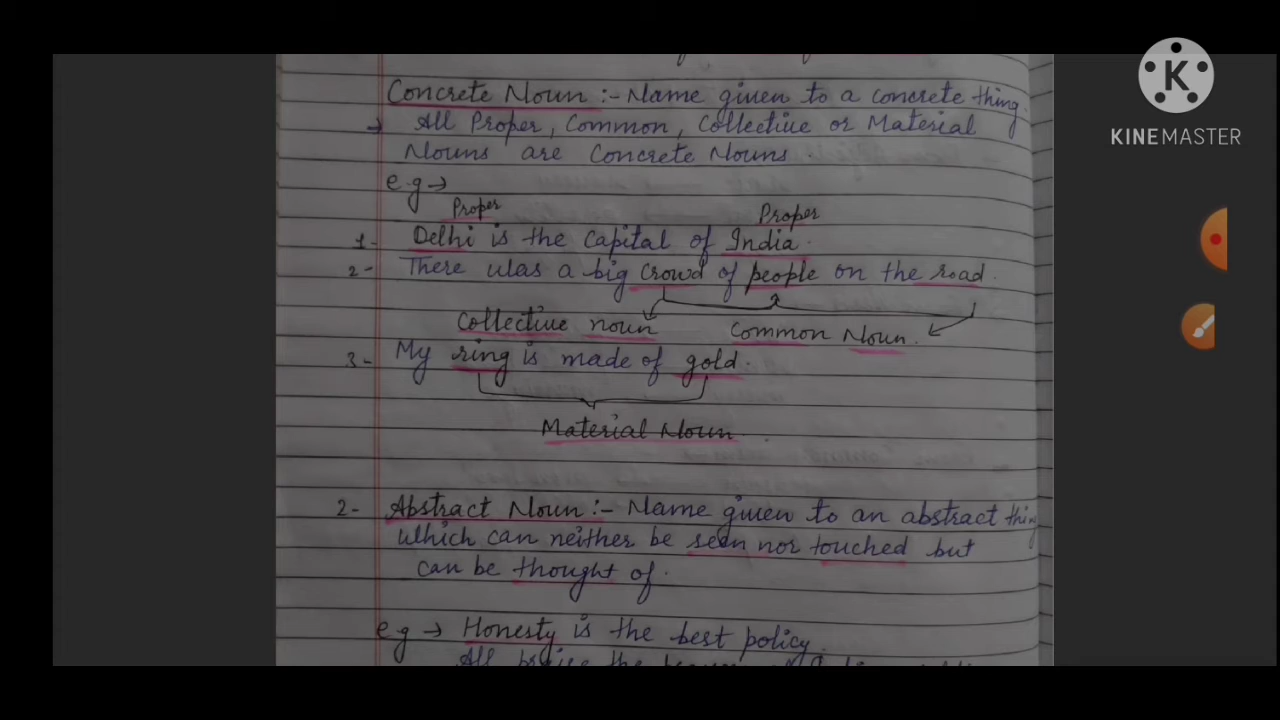 Concrete Noun :- Name given to a concrete thing.
→ All Proper, Common, Collective or Material
Nouns are Concrete Nouns.
e.g →
Proper Proper
1- Delhi is the Capital of India.
2- There was a big crowd of people on the road.
Collective noun Common Noun.
3- My ring is made of gold.
Material Noun
2- Abstract Noun :- Name given to an abstract thin
which can neither be seen nor touched but
can be thought of.
e.g → Honesty is the best policy.
All
K
KINEMASTER